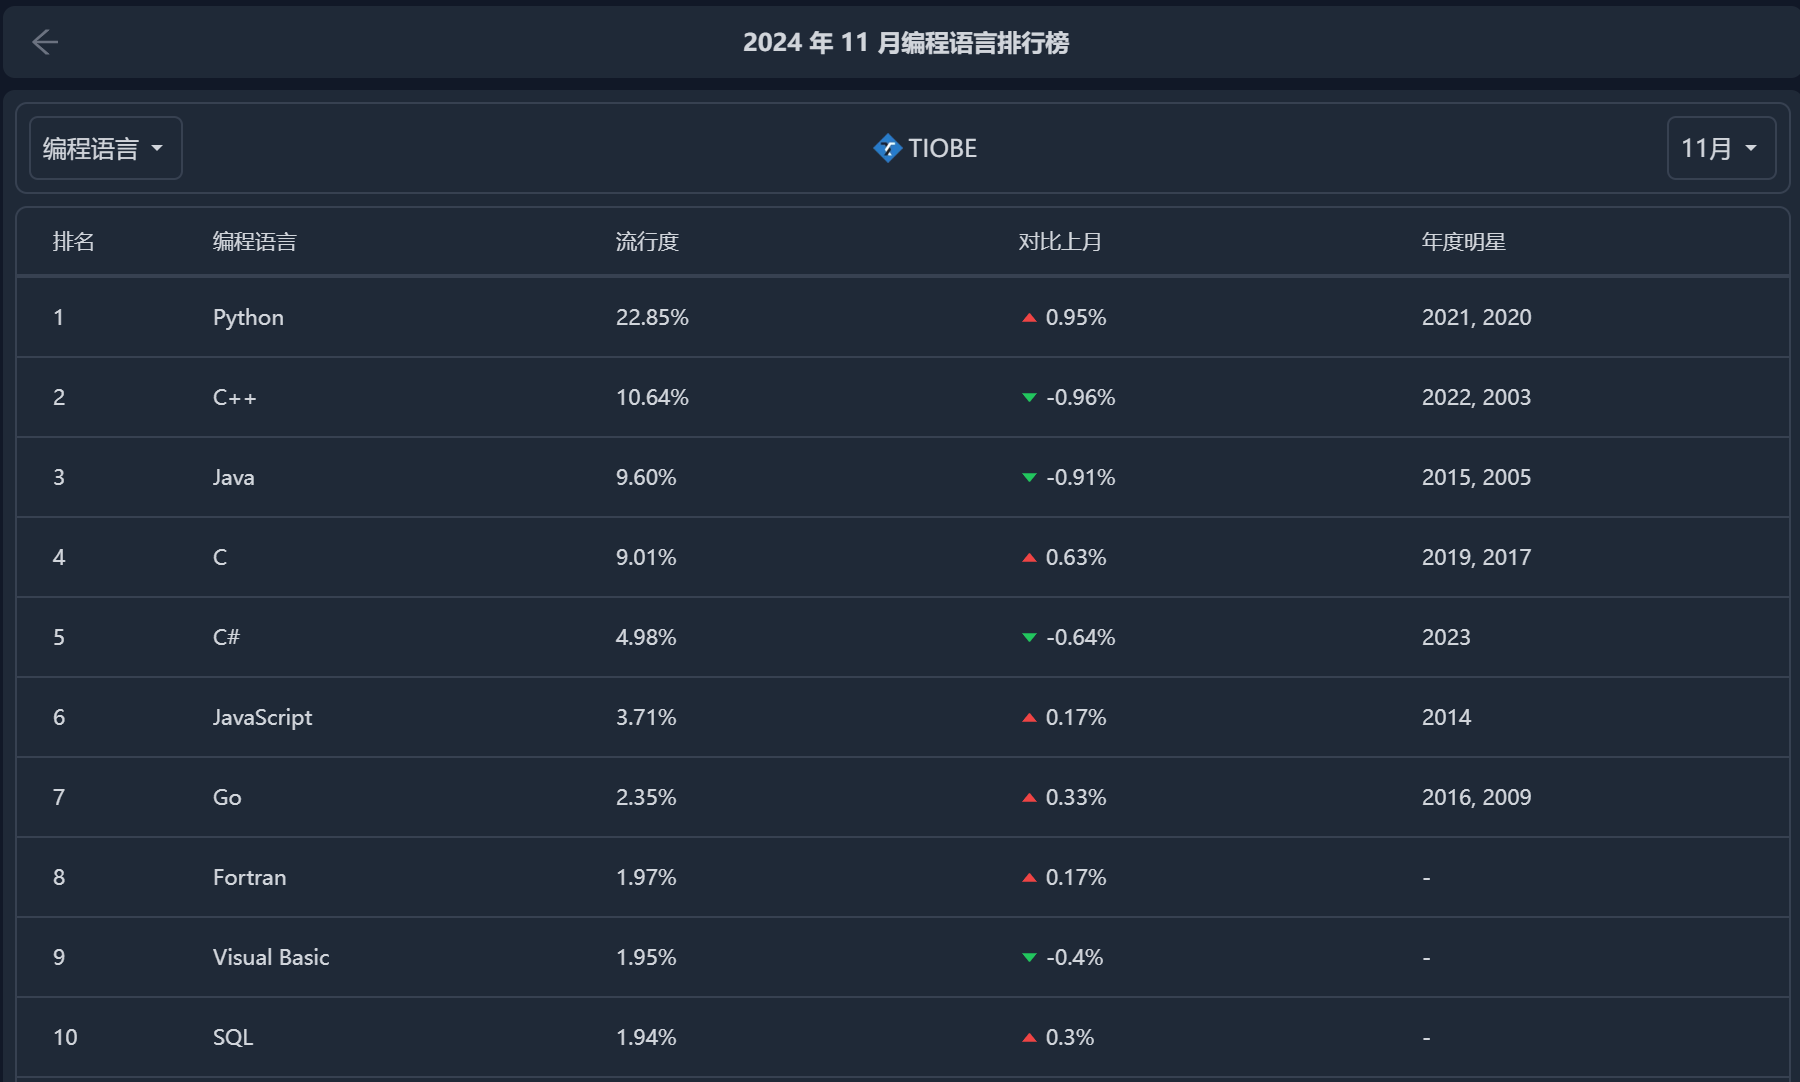 2024 年 11 月编程语言排行榜
编程语言 TIOBE 11月
排名 编程语言 流行度 对比上月 年度明星
1 Python 22.85% 0.95% 2021, 2020
2 C++ 10.64% -0.96% 2022, 2003
3 Java 9.60% -0.91% 2015, 2005
4 C 9.01% 0.63% 2019, 2017
5 C# 4.98% -0.64% 2023
6 JavaScript 3.71% 0.17% 2014
7 Go 2.35% 0.33% 2016, 2009
8 Fortran 1.97% 0.17% -
9 Visual Basic 1.95% -0.4% -
10 SQL 1.94% 0.3% -